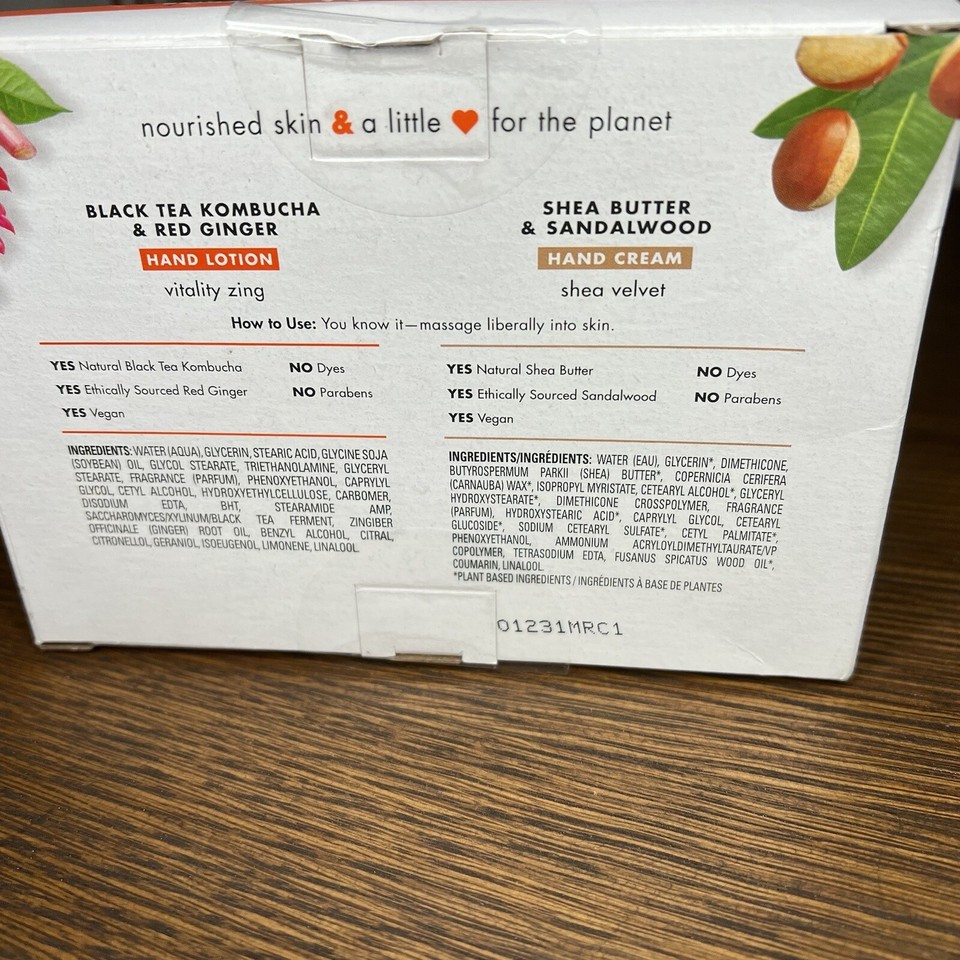 nourished skin & a little ♥ for the planet
BLACK TEA KOMBUCHA
& RED GINGER
HAND LOTION
vitality zing
SHEA BUTTER
& SANDALWOOD
HAND CREAM
shea velvet
How to Use: You know it—massage liberally into skin.
YES Natural Black Tea Kombucha
NO Dyes
YES Ethically Sourced Red Ginger
NO Parabens
YES Vegan
INGREDIENTS: WATER (AQUA), GLYCERIN, STEARIC ACID, GLYCINE SOJA
(SOYBEAN) OIL, GLYCOL STEARATE, TRIETHANOLAMINE, GLYCERYL
STEARATE, FRAGRANCE (PARFUM), PHENOXYETHANOL, CAPRYLYL
GLYCOL, CETYL ALCOHOL, HYDROXYETHYLCELLULOSE, CARBOMER,
DISODIUM EDTA, BHT, STEARAMIDE AMP,
SACCHAROMYCES/XYLINUM/BLACK TEA FERMENT, ZINGIBER
OFFICINALE (GINGER) ROOT OIL, BENZYL ALCOHOL, CITRAL,
CITRONELLOL, GERANIOL, ISOEUGENOL, LIMONENE, LINALOOL.
YES Natural Shea Butter
NO Dyes
YES Ethically Sourced Sandalwood
NO Parabens
YES Vegan
INGREDIENTS/INGRÉDIENTS: WATER (EAU), GLYCERIN*, DIMETHICONE,
BUTYROSPERMUM PARKII (SHEA) BUTTER*, COPERNICIA CERIFERA
(CARNAUBA) WAX*, ISOPROPYL MYRISTATE, CETEARYL ALCOHOL*, GLYCERYL
HYDROXYSTEARATE*, DIMETHICONE CROSSPOLYMER, FRAGRANCE
(PARFUM), HYDROXYSTEARIC ACID*, CAPRYLYL GLYCOL, CETEARYL
GLUCOSIDE*, SODIUM CETEARYL SULFATE*, CETYL PALMITATE*,
PHENOXYETHANOL, AMMONIUM ACRYLOYLDIMETHYLTAURATE/VP
COPOLYMER, TETRASODIUM EDTA, FUSANUS SPICATUS WOOD OIL*,
COUMARIN, LINALOOL.
*PLANT BASED INGREDIENTS / INGRÉDIENTS À BASE DE PLANTES
01231MRC1